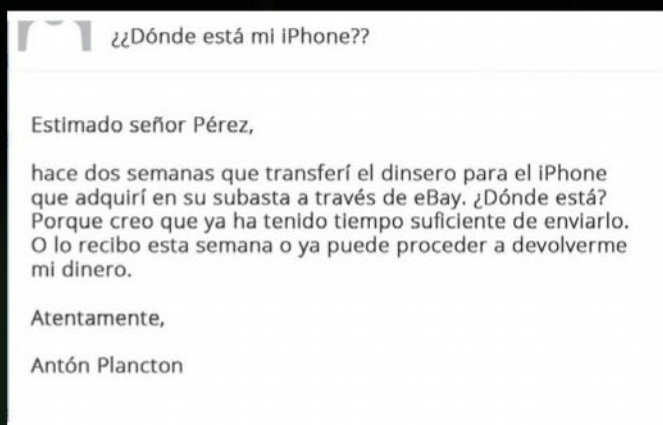 ¿¿Dónde está mi iPhone??
Estimado señor Pérez,
hace dos semanas que transferí el dinsero para el iPhone
que adquirí en su subasta a través de eBay. ¿Dónde está?
Porque creo que ya ha tenido tiempo suficiente de enviarlo.
O lo recibo esta semana o ya puede proceder a devolverme
mi dinero.
Atentamente,
Antón Plancton